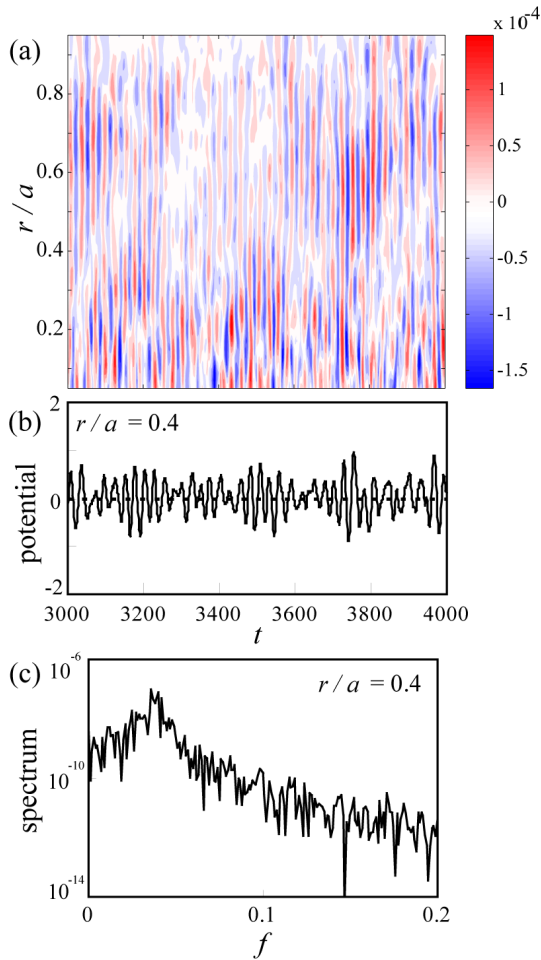 x 10⁻⁴
(a)
r / a
0.8
0.6
0.4
0.2
1
0.5
0
-0.5
-1
-1.5
(b)
r / a = 0.4
potential
2
0
-2
3000 3200 3400 3600 3800 4000
t
(c)
r / a = 0.4
spectrum
10⁻⁶
10⁻¹⁰
10⁻¹⁴
0 0.1 0.2
f